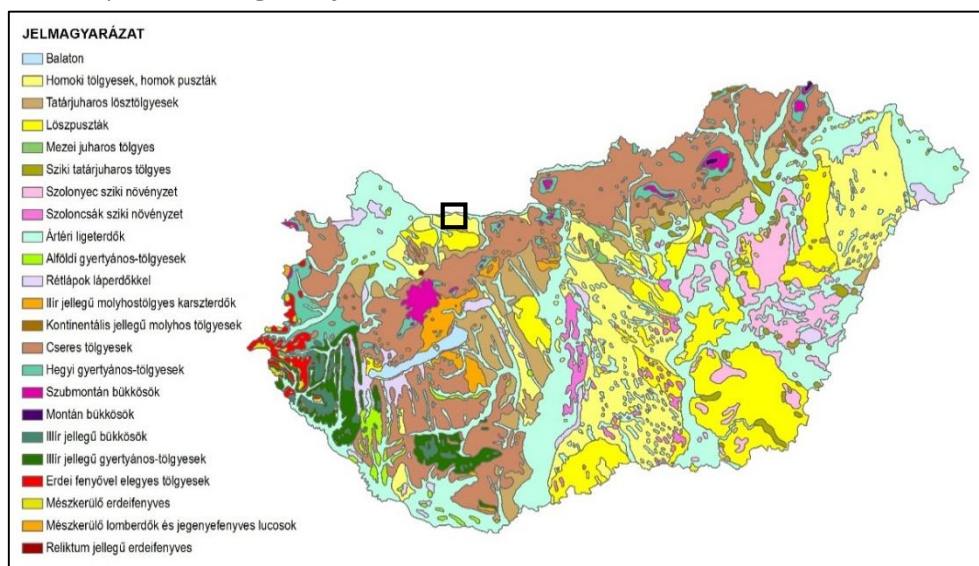 JELMAGYARÁZAT
Balaton
Homoki tölgyesek, homok puszták
Tatárjuharos lösztölgyesek
Löszpuszták
Mezei juharos tölgyes
Sziki tatárjuharos tölgyes
Szolonyec sziki növényzet
Szoloncsák sziki növényzet
Ártéri ligeterdők
Alföldi gyertyános-tölgyesek
Rétlápok láperdőkkel
Ilír jellegű molyhostölgyes karszterdők
Kontinentális jellegű molyhos tölgyesek
Cseres tölgyesek
Hegyi gyertyános-tölgyesek
Szubmontán bükkösök
Montán bükkösök
Illír jellegű bükkösök
Illír jellegű gyertyános-tölgyesek
Erdei fenyővel elegyes tölgyesek
Mészkerülő erdeifenyves
Mészkerülő lomberdők és jegenyefenyves lucosok
Reliktum jellegű erdeifenyves